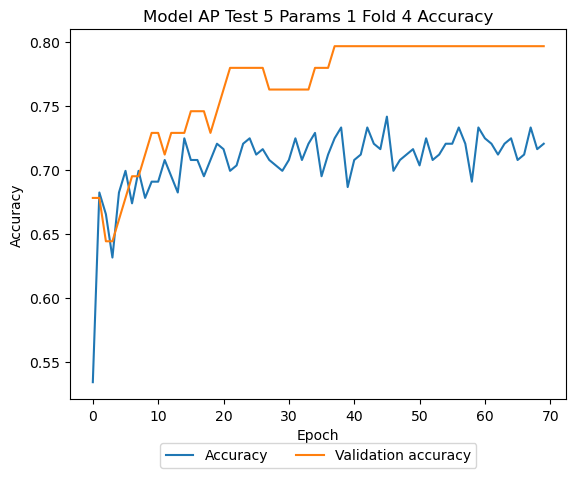 Model AP Test 5 Params 1 Fold 4 Accuracy
0.80
0.75
0.70
0.65
0.60
0.55
Accuracy
0 10 20 30 40 50 60 70
Epoch
Accuracy Validation accuracy